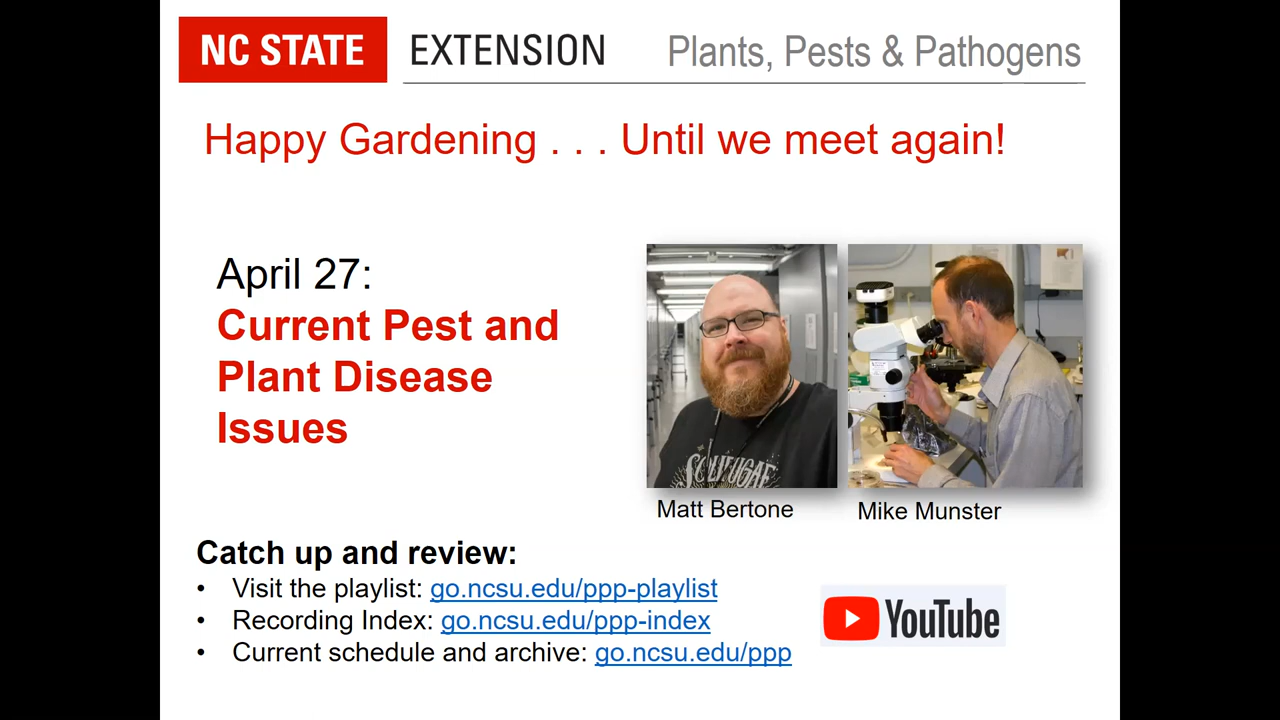 NC STATE EXTENSION Plants, Pests & Pathogens
Happy Gardening . . . Until we meet again!
April 27:
Current Pest and
Plant Disease
Issues
SOLIFUGAE
Matt Bertone Mike Munster
Catch up and review:
• Visit the playlist: go.ncsu.edu/ppp-playlist
• Recording Index: go.ncsu.edu/ppp-index
• Current schedule and archive: go.ncsu.edu/ppp
YouTube